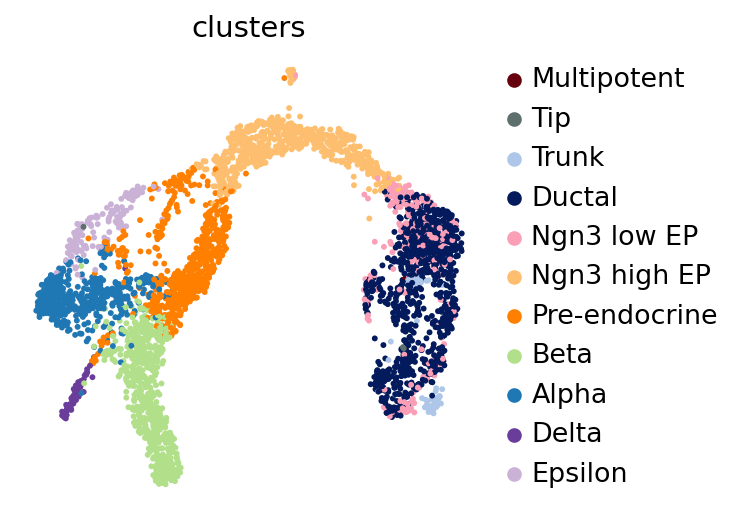 clusters
Multipotent
Tip
Trunk
Ductal
Ngn3 low EP
Ngn3 high EP
Pre-endocrine
Beta
Alpha
Delta
Epsilon